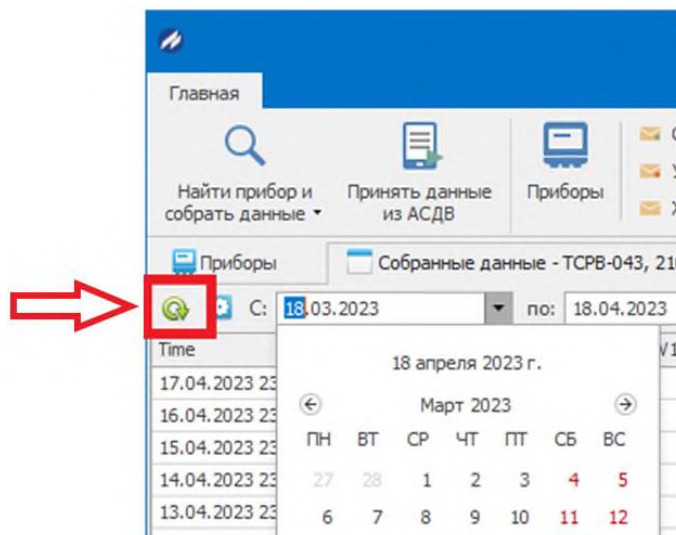 Главная
Найти прибор и
собрать данные
Принять данные
из АСДВ
Приборы
Приборы
Собранные данные - ТСРВ-043, 210
С: 18.03.2023 по: 18.04.2023
Time
17.04.2023 23
16.04.2023 23
15.04.2023 23
14.04.2023 23
13.04.2023 23
18 апреля 2023 г.
Март 2023
ПН ВТ СР ЧТ ПТ СБ ВС
27 28 1 2 3 4 5
6 7 8 9 10 11 12